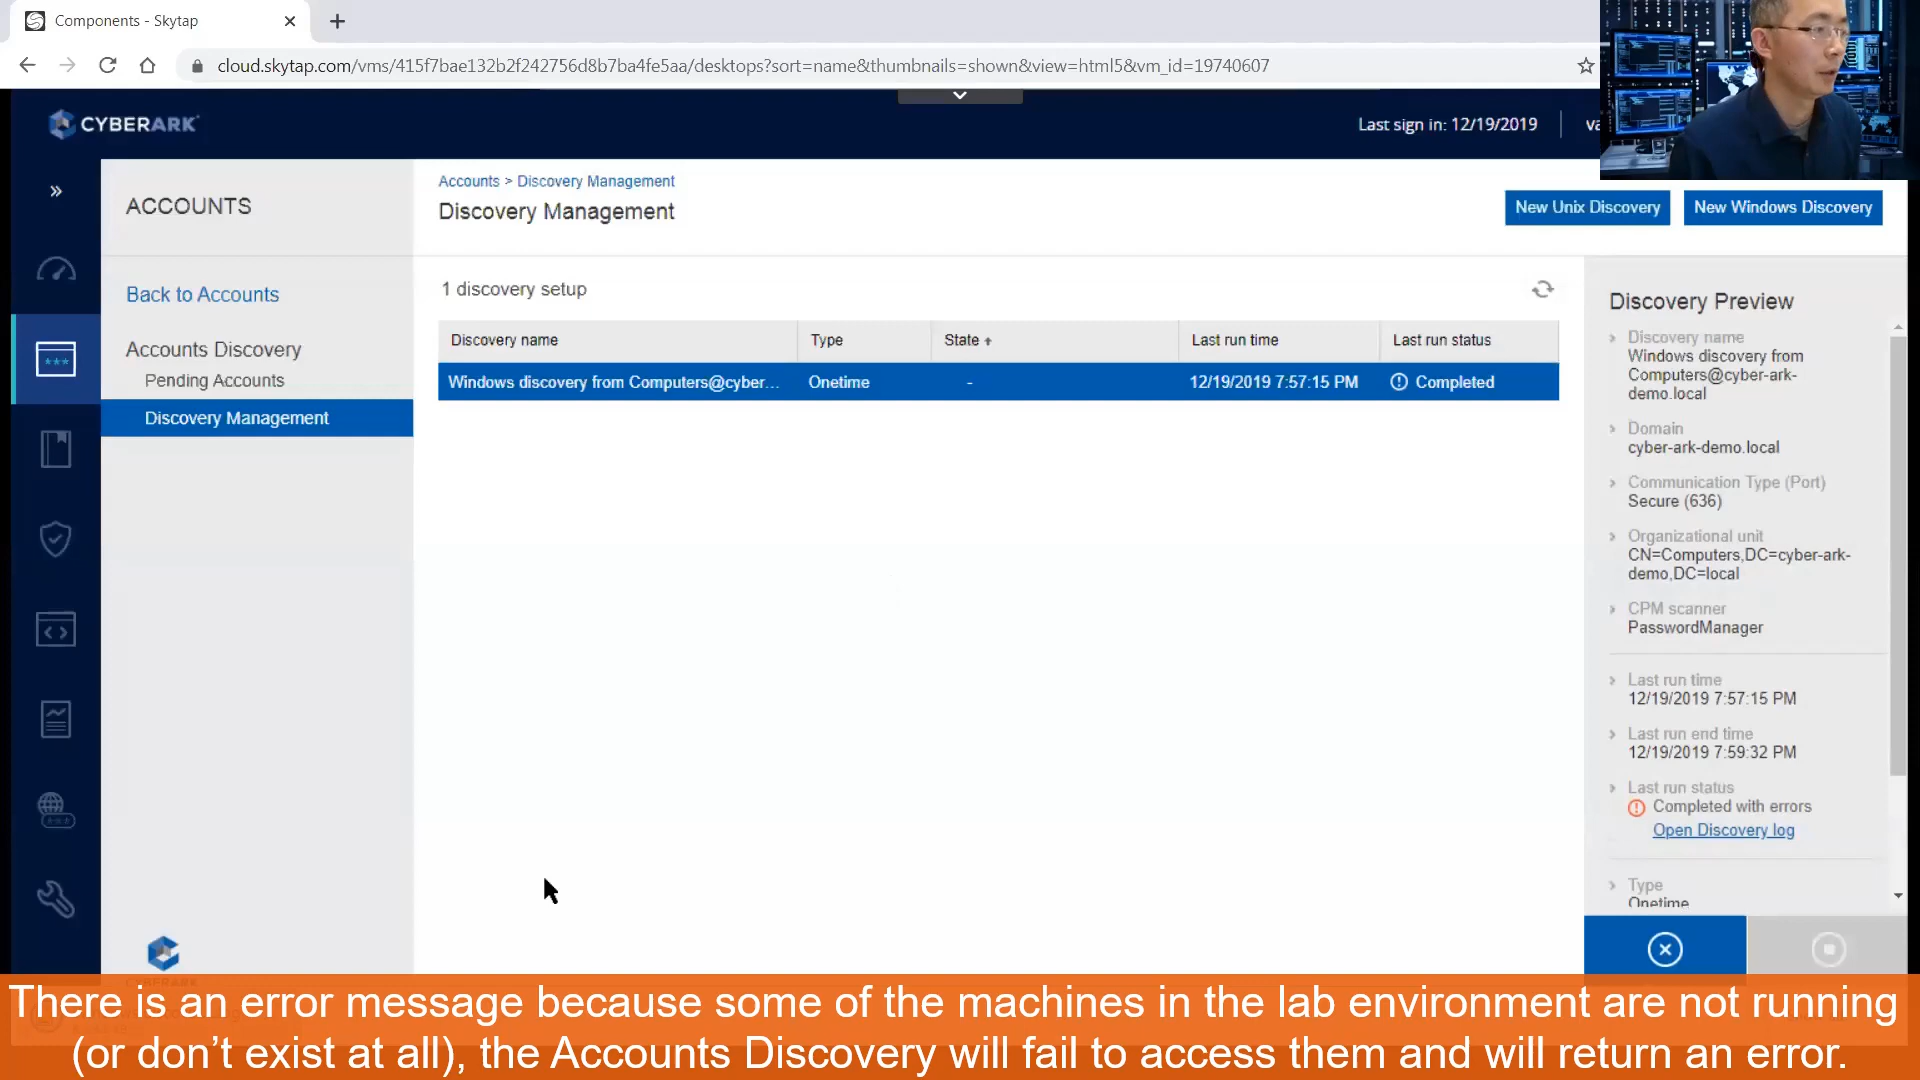 Components - Skytap
cloud.skytap.com/vms/415f7bae132b2f242756d8b7ba4fe5aa/desktops?sort=name&thumbnails=shown&view=html5&vm_id=19740607
CYBERARK
Last sign in: 12/19/2019
ACCOUNTS
Back to Accounts
Accounts Discovery
Pending Accounts
Discovery Management
Accounts > Discovery Management
Discovery Management
New Unix Discovery
New Windows Discovery
1 discovery setup
Discovery name Type State Last run time Last run status
Windows discovery from Computers@cyber... Onetime - 12/19/2019 7:57:15 PM Completed
Discovery Preview
Discovery name
Windows discovery from
Computers@cyber-ark-
demo.local
Domain
cyber-ark-demo.local
Communication Type (Port)
Secure (636)
Organizational unit
CN=Computers,DC=cyber-ark-
demo,DC=local
CPM scanner
PasswordManager
Last run time
12/19/2019 7:57:15 PM
Last run end time
12/19/2019 7:59:32 PM
Last run status
Completed with errors
Open Discovery log
Type
Onetime
There is an error message because some of the machines in the lab environment are not running
(or don't exist at all), the Accounts Discovery will fail to access them and will return an error.